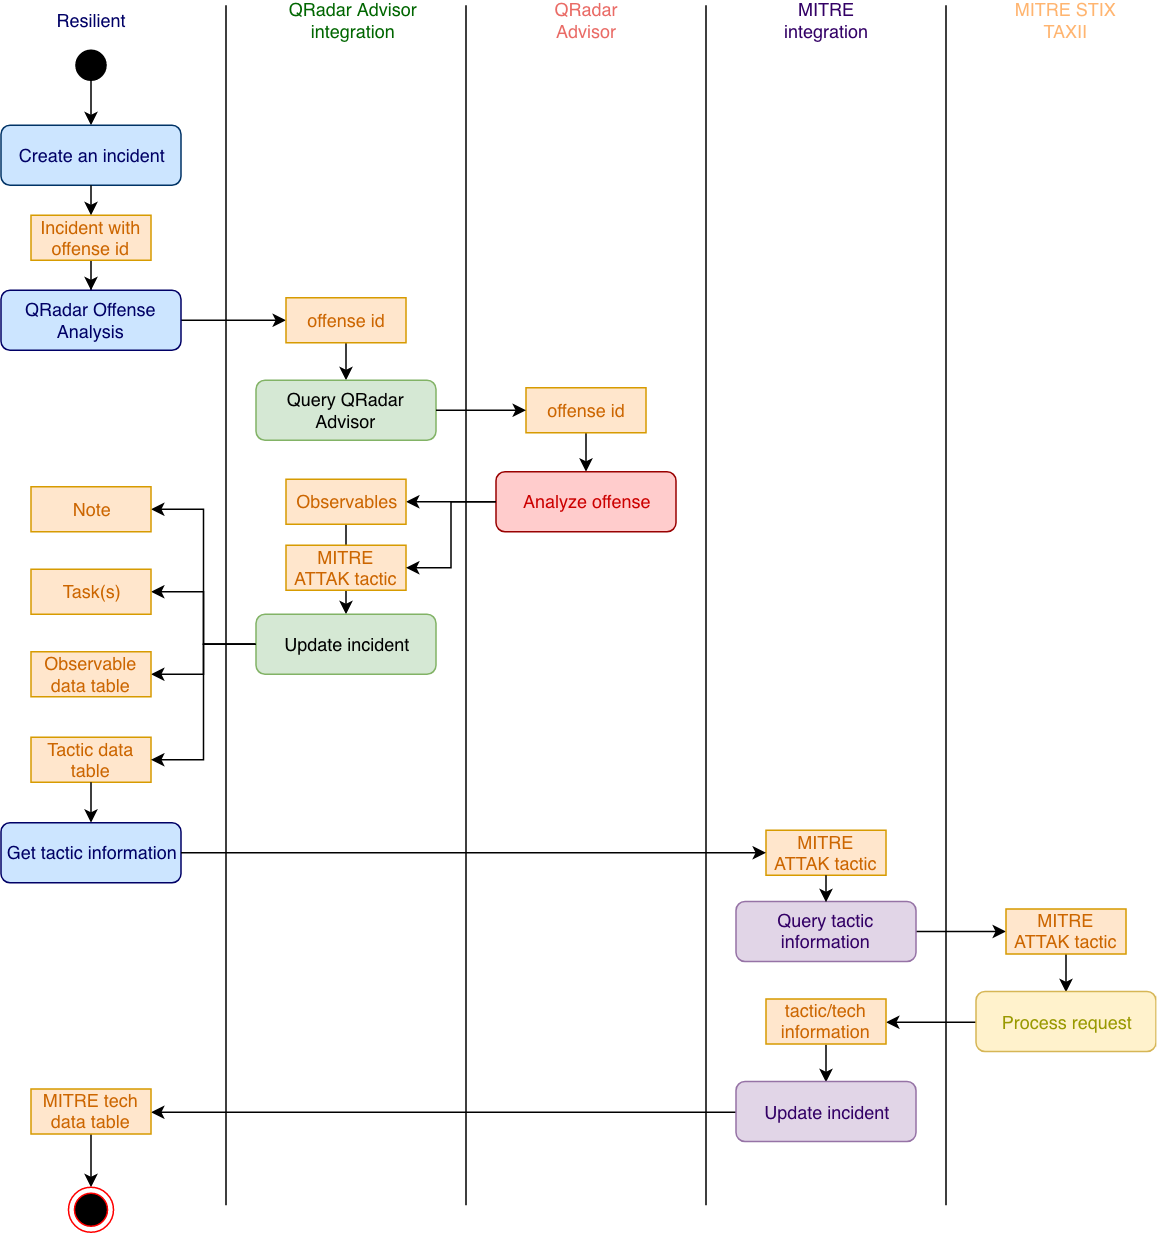 Resilient
QRadar Advisor
integration
QRadar
Advisor
MITRE
integration
MITRE STIX
TAXII
Create an incident
Incident with
offense id
QRadar Offense
Analysis
offense id
Query QRadar
Advisor
offense id
Analyze offense
Observables
MITRE
ATTAK tactic
Update incident
Note
Task(s)
Observable
data table
Tactic data
table
Get tactic information
MITRE
ATTAK tactic
Query tactic
information
MITRE
ATTAK tactic
Process request
tactic/tech
information
Update incident
MITRE tech
data table